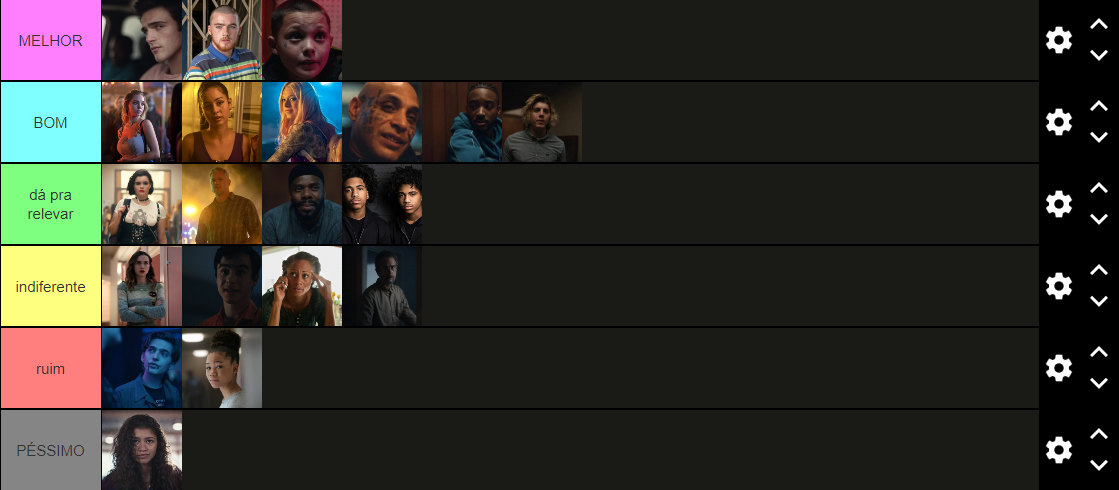 MELHOR
BOM
dá pra
relevar
indiferente
ruim
PÉSSIMO